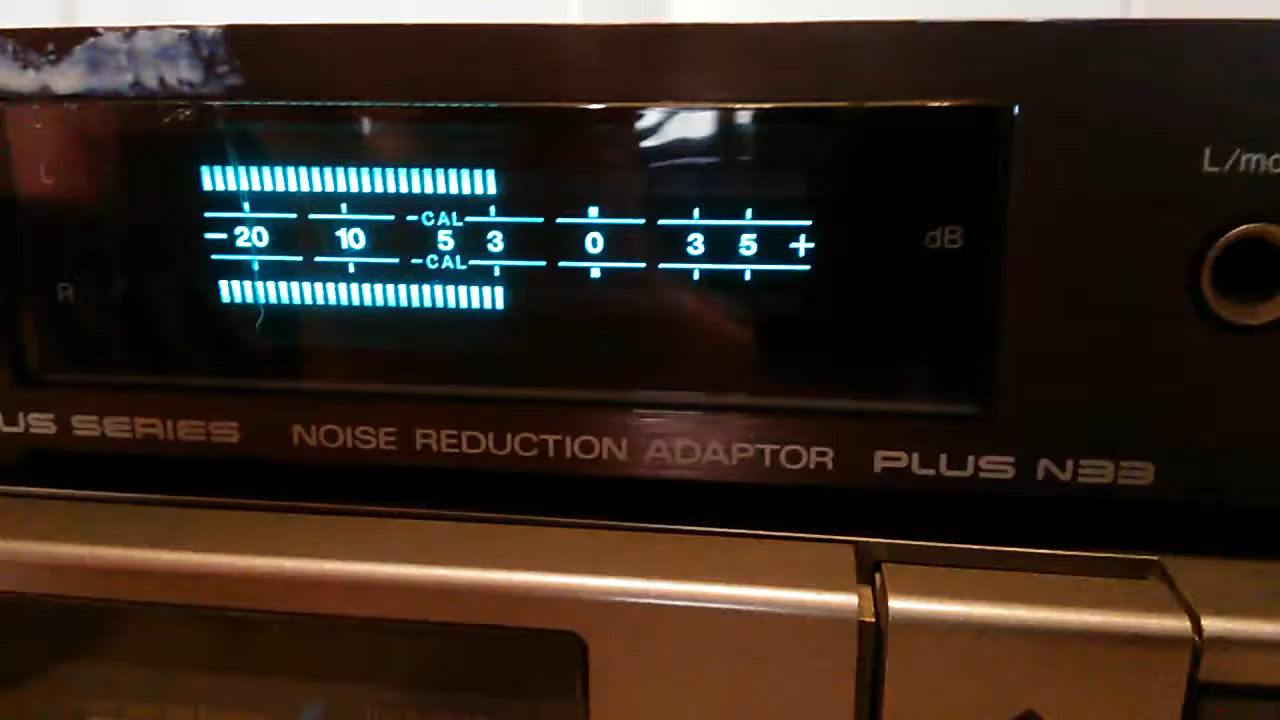 L
-CAL-
- 20 10 5 3 0 3 5 + dB
-CAL-
R
US SERIES NOISE REDUCTION ADAPTOR PLUS N33
L/mo